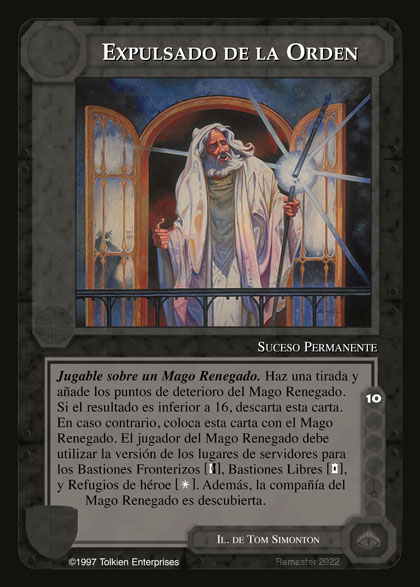 Expulsado de la Orden
Suceso Permanente
Jugable sobre un Mago Renegado. Haz una tirada y
añade los puntos de deterioro del Mago Renegado.
Si el resultado es inferior a 16, descarta esta carta.
En caso contrario, coloca esta carta con el Mago
Renegado. El jugador del Mago Renegado debe
utilizar la versión de los lugares de servidores para
los Bastiones Fronterizos [], Bastiones Libres [],
y Refugios de héroe []. Además, la compañía del
Mago Renegado es descubierta.
10
Il. de Tom Simonton
©1997 Tolkien Enterprises
Remaster 2022